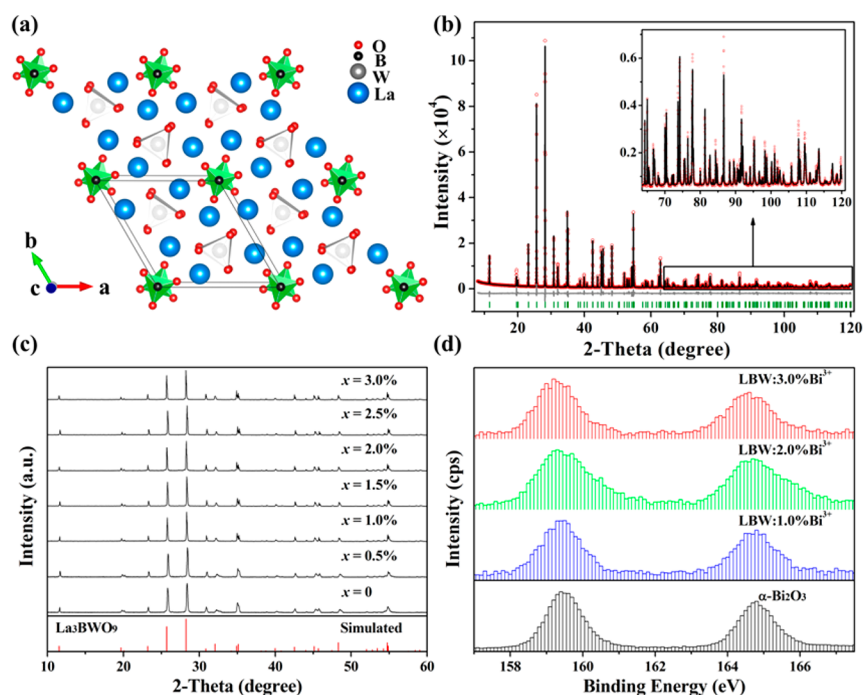 (a)
O
B
W
La
b
c
a
(b)
Intensity (×10⁴)
10
8
6
4
2
0
0.6
0.4
0.2
70 80 90 100 110 120
20 40 60 80 100 120
2-Theta (degree)
(c)
Intensity (a.u.)
x = 3.0%
x = 2.5%
x = 2.0%
x = 1.5%
x = 1.0%
x = 0.5%
x = 0
La₃BWO₉ Simulated
10 20 30 40 50 60
2-Theta (degree)
(d)
Intensity (cps)
LBW:3.0%Bi³⁺
LBW:2.0%Bi³⁺
LBW:1.0%Bi³⁺
α-Bi₂O₃
158 160 162 164 166
Binding Energy (eV)